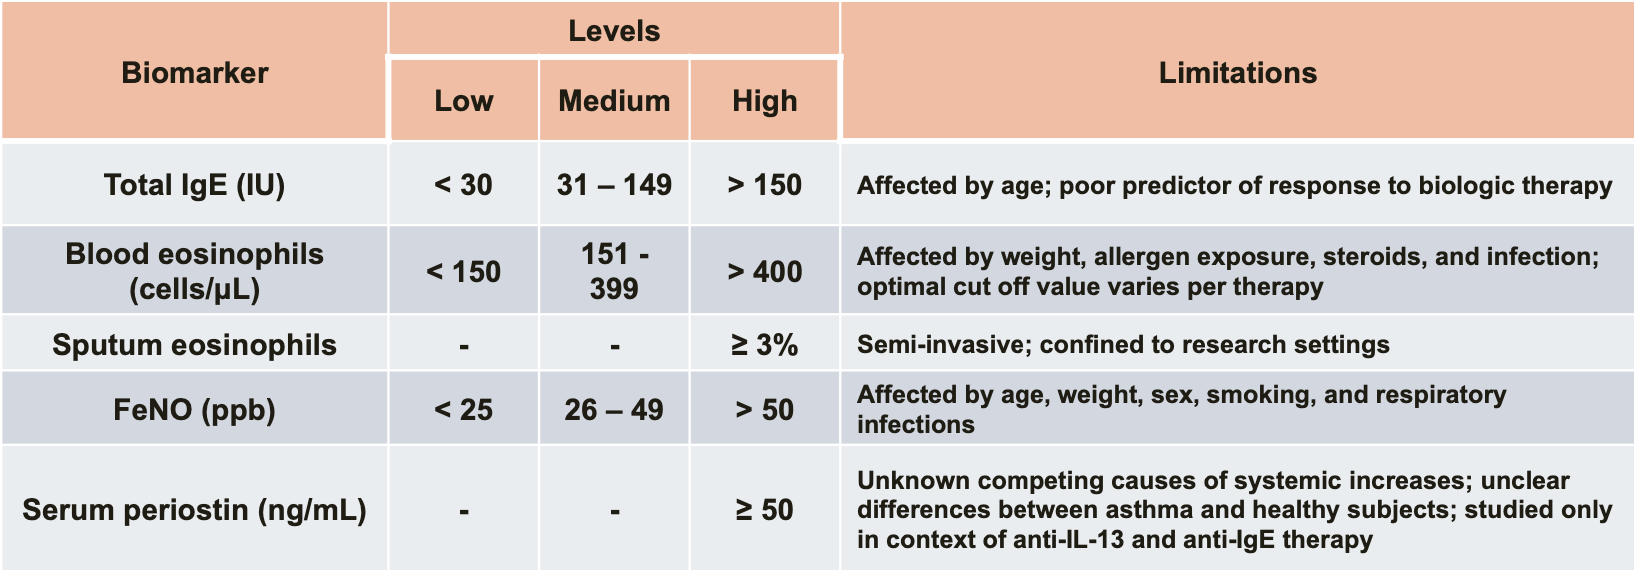 Biomarker
Levels
Limitations
Low
Medium
High
Total IgE (IU)
< 30
31 – 149
> 150
Affected by age; poor predictor of response to biologic therapy
Blood eosinophils
(cells/µL)
< 150
151 -
399
> 400
Affected by weight, allergen exposure, steroids, and infection;
optimal cut off value varies per therapy
Sputum eosinophils
-
-
≥ 3%
Semi-invasive; confined to research settings
FeNO (ppb)
< 25
26 – 49
> 50
Affected by age, weight, sex, smoking, and respiratory
infections
Serum periostin (ng/mL)
-
-
≥ 50
Unknown competing causes of systemic increases; unclear
differences between asthma and healthy subjects; studied only
in context of anti-IL-13 and anti-IgE therapy